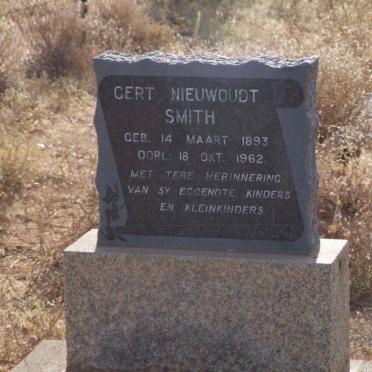 GERT NIEUWOUDT
SMITH
GEB. 14 MAART 1893
OORL. 18 OKT. 1962
MET TERE HERINNERING
VAN SY EGGENOTE, KINDERS
EN KLEINKINDERS